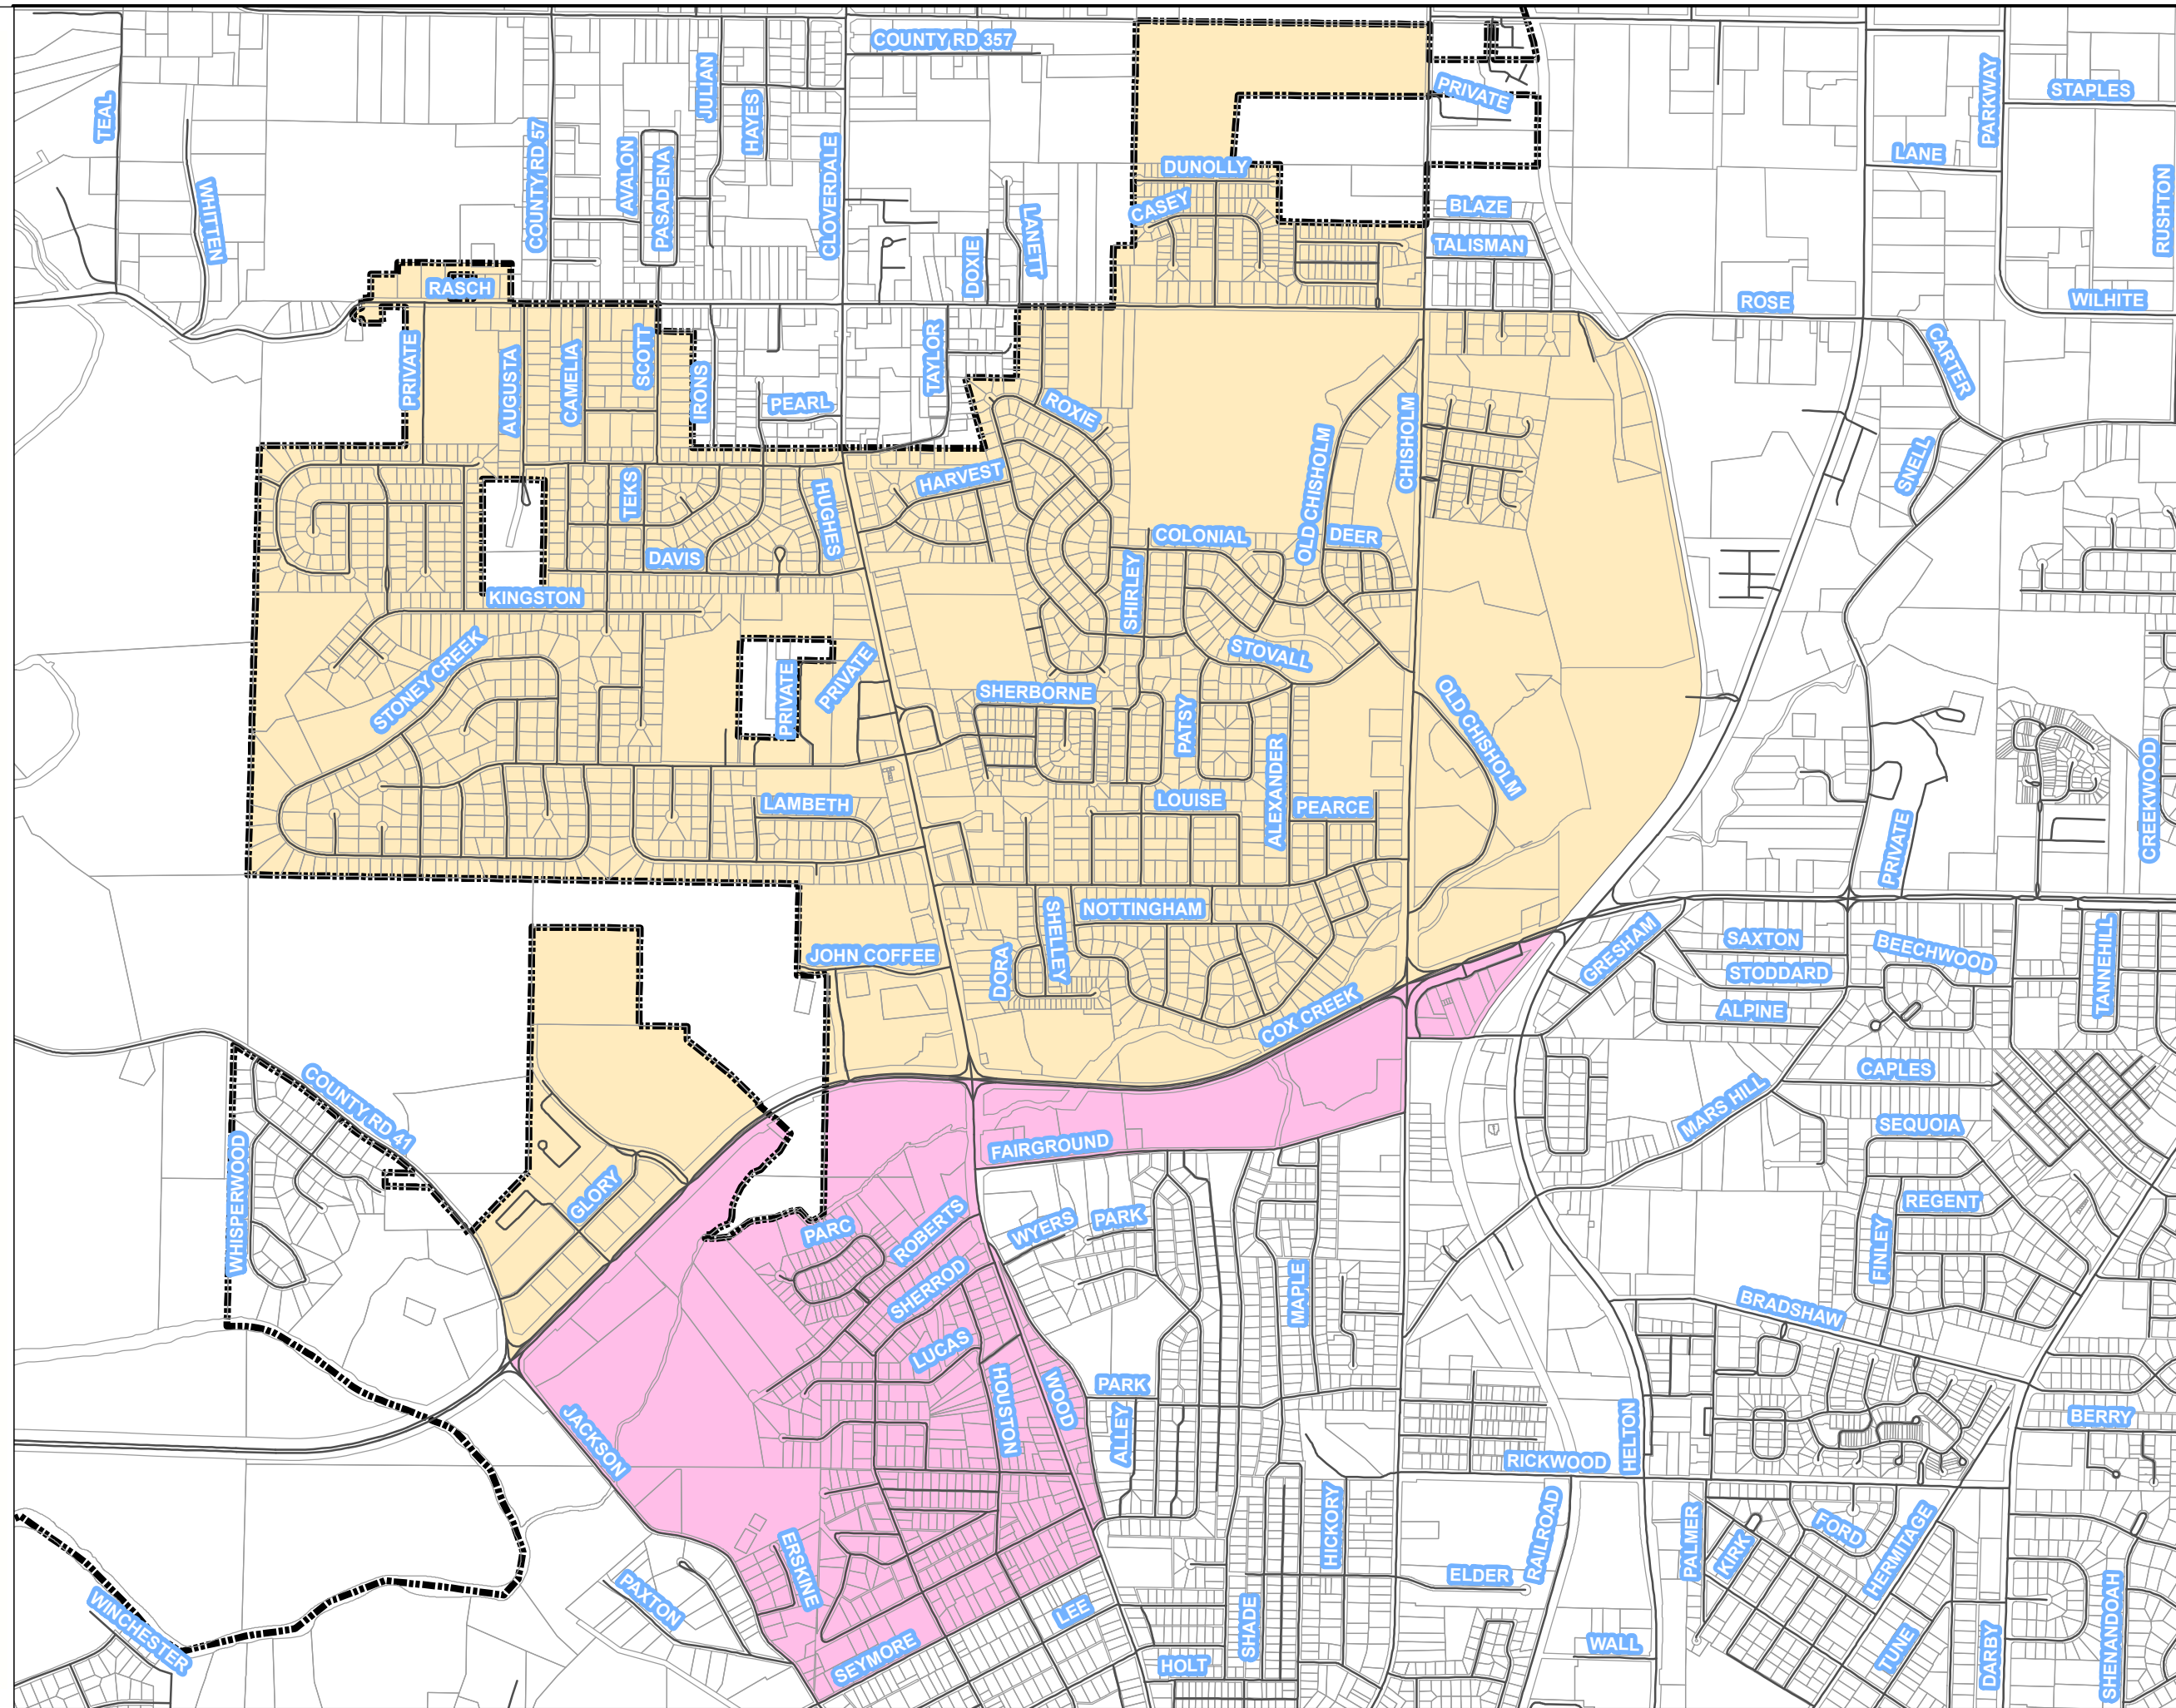 COUNTY RD 357
TEAL
JULIAN
HAYES
PRIVATE
PARKWAY
STAPLES
COUNTY RD 57
AVALON
PASADENA
CLOVERDALE
DUNOLLY
LANE
RUSHTON
WHITTEN
CASEY
BLAZE
TALISMAN
LANETT
DOXIE
RASCH
ROSE
WILHITE
PRIVATE
AUGUSTA
CAMELIA
SCOTT
IRONS
TAYLOR
PEARL
ROXIE
CHISHOLM
CARTER
SNELL
HARVEST
TEKS
HUGHES
OLD CHISHOLM
DAVIS
COLONIAL
DEER
KINGSTON
SHIRLEY
STOVALL
STONEY CREEK
PRIVATE
PRIVATE
SHERBORNE
PATSY
OLD CHISHOLM
ALEXANDER
CREEKWOOD
LAMBETH
LOUISE
PEARCE
PRIVATE
NOTTINGHAM
SHELLEY
DORA
JOHN COFFEE
GRESHAM
SAXTON
BEECHWOOD
TANNEHILL
STODDARD
COX CREEK
ALPINE
CAPLES
COUNTY RD 41
MARS HILL
SEQUOIA
FAIRGROUND
WHISPERWOOD
GLORY
REGENT
PARC
ROBERTS
WYERS
PARK
FINLEY
SHERROD
MAPLE
BRADSHAW
LUCAS
HOUSTON
WOOD
PARK
JACKSON
ALLEY
HELTON
BERRY
RICKWOOD
HICKORY
RAILROAD
PALMER
KIRK
FORD
HERMITAGE
ERSKINE
ELDER
PAXTON
LEE
SHADE
WINCHESTER
SEYMORE
HOLT
WALL
TUNE
DARBY
SHENANDOAH